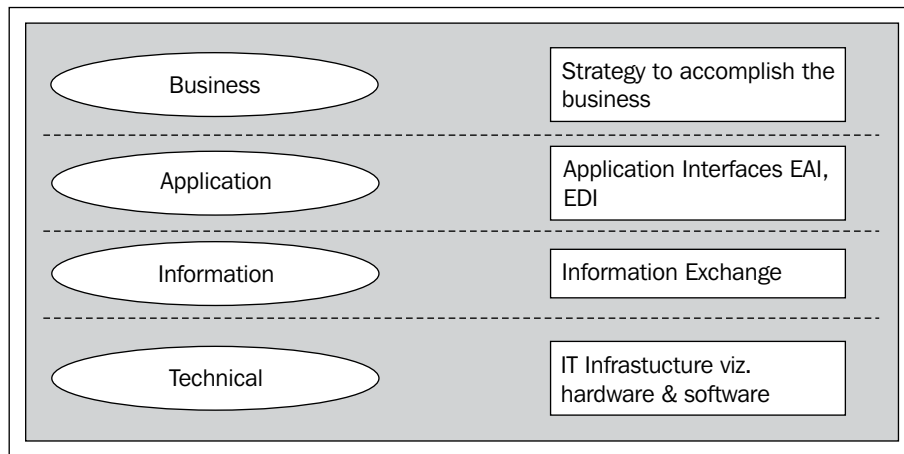 Business
Strategy to accomplish the
business
Application
Application Interfaces EAI,
EDI
Information
Information Exchange
Technical
IT Infrastucture viz.
hardware & software